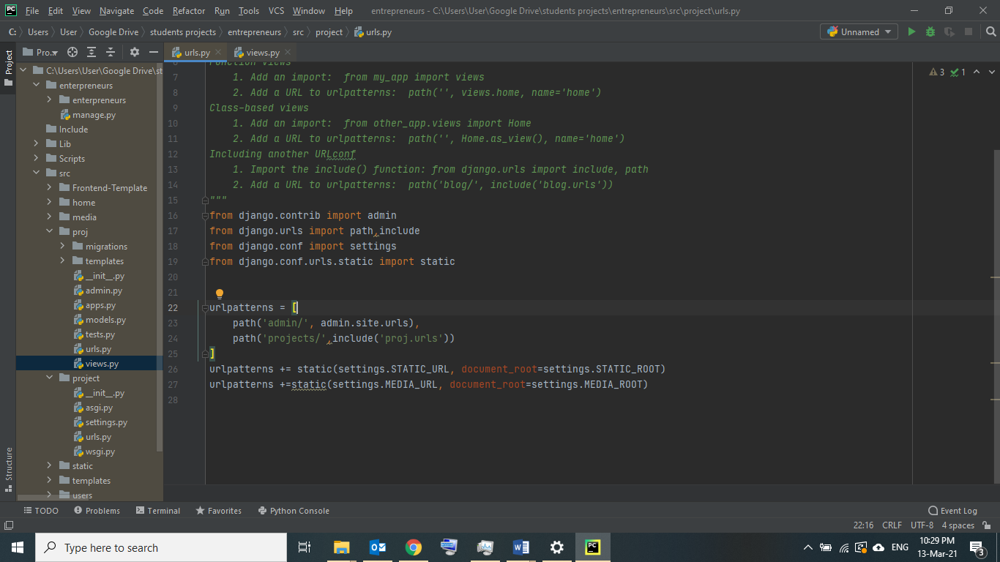 PC File Edit View Navigate Code Refactor Run Tools VCS Window Help entrepreneurs - C:\Users\User\Google Drive\students projects\entrepreneurs\src\project\urls.py
C: Users User Google Drive students projects entrepreneurs src project urls.py Unnamed
Project
Pro...
urls.py
views.py
C:\Users\User\Google Drive\st
enterpreneurs
enterpreneurs
manage.py
Include
Lib
Scripts
src
Frontend-Template
home
media
proj
migrations
templates
__init__.py
admin.py
apps.py
models.py
tests.py
urls.py
views.py
project
__init__.py
asgi.py
settings.py
urls.py
wsgi.py
static
templates
users
3 1
6 Function views
7 1. Add an import:  from my_app import views
8 2. Add a URL to urlpatterns:  path('', views.home, name='home')
9 Class-based views
10 1. Add an import:  from other_app.views import Home
11 2. Add a URL to urlpatterns:  path('', Home.as_view(), name='home')
12 Including another URLconf
13 1. Import the include() function: from django.urls import include, path
14 2. Add a URL to urlpatterns:  path('blog/', include('blog.urls'))
15 """
16 from django.contrib import admin
17 from django.urls import path,include
18 from django.conf import settings
19 from django.conf.urls.static import static
20
21
22 urlpatterns = [
23 path('admin/', admin.site.urls),
24 path('projects/',include('proj.urls'))
25 ]
26 urlpatterns += static(settings.STATIC_URL, document_root=settings.STATIC_ROOT)
27 urlpatterns +=static(settings.MEDIA_URL, document_root=settings.MEDIA_ROOT)
28
Structure
TODO Problems Terminal Favorites Python Console Event Log
22:16 CRLF UTF-8 4 spaces
Type here to search
ENG
10:29 PM
13-Mar-21
3